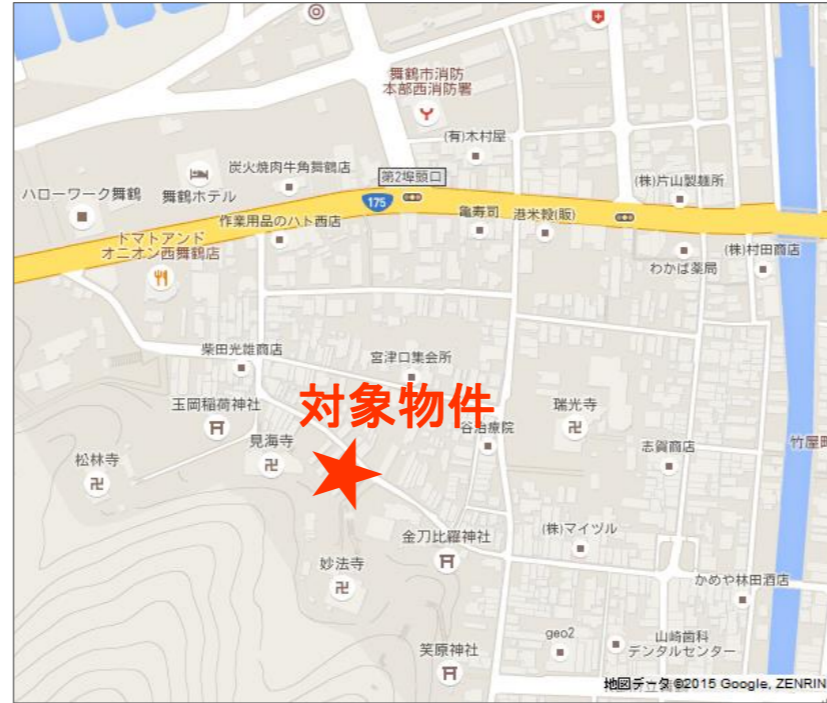 舞鶴市消防
本部西消防署
(有)木村屋
炭火焼肉牛角舞鶴店
第2埠頭口
(株)片山製麺所
ハローワーク舞鶴
舞鶴ホテル
175
作業用品のハト西店
亀寿司
港米穀(販)
トマトアンド
オニオン西舞鶴店
わかば薬局
(株)村田商店
柴田光雄商店
宮津口集会所
対象物件
玉岡稲荷神社
瑞光寺
谷治療院
見海寺
松林寺
志賀商店
竹屋町
金刀比羅神社
(株)マイヅル
妙法寺
かめや林田酒店
geo2
山崎歯科
デンタルセンター
笑原神社
地図データ ©2015 Google, ZENRIN